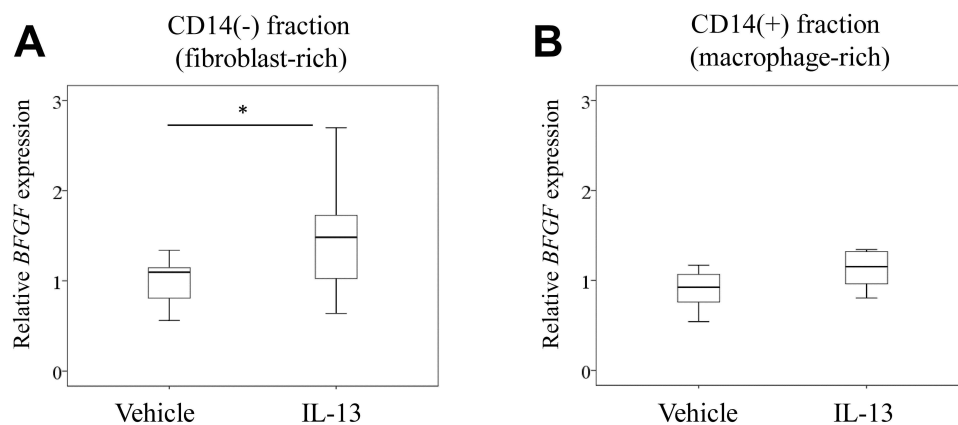 A
CD14(-) fraction
(fibroblast-rich)
Relative BFGF expression
3
2
1
0
*
Vehicle
IL-13
B
CD14(+) fraction
(macrophage-rich)
Relative BFGF expression
3
2
1
0
Vehicle
IL-13